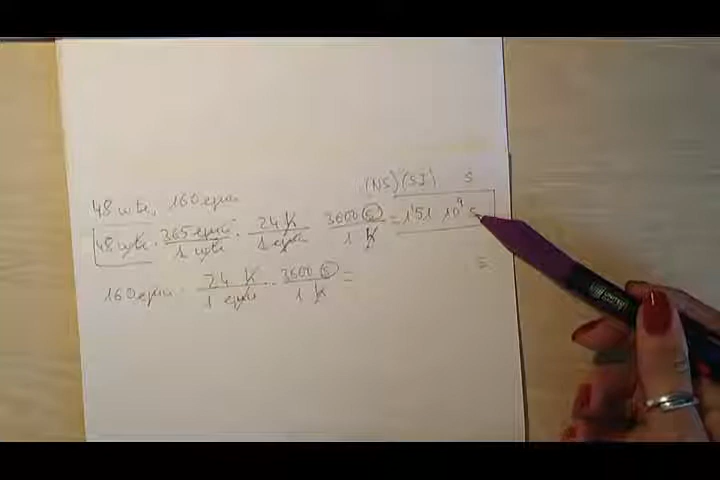 (NS) (SI) s
48 urte, 160 egun
48 urte · 365 egun / 1 urte · 24 h / 1 egun · 3600 s / 1 h = 1'51 10⁹ s
160 egun · 24 h / 1 egun · 3600 s / 1 h =